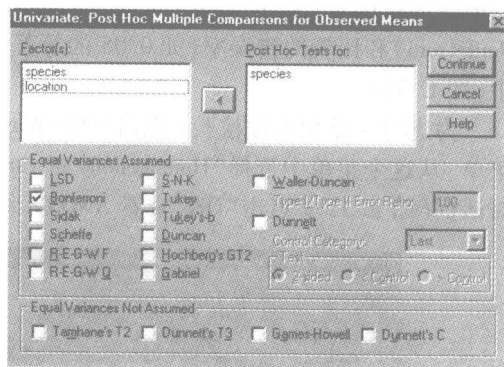 Univariate: Post Hoc Multiple Comparisons for Observed Means
Factor(s):
species
location
Post Hoc Tests for:
species
Continue
Cancel
Help
Equal Variances Assumed
LSD
Bonferroni
Sidak
Scheffe
R-E-G-W F
R-E-G-W Q
S-N-K
Tukey
Tukey's-b
Duncan
Hochberg's GT2
Gabriel
Waller-Duncan
Type I/Type II Error Ratio: 100
Dunnett
Control Category: Last
Test
2-sided < Control > Control
Equal Variances Not Assumed
Tamhane's T2 Dunnett's T3 Games-Howell Dunnett's C